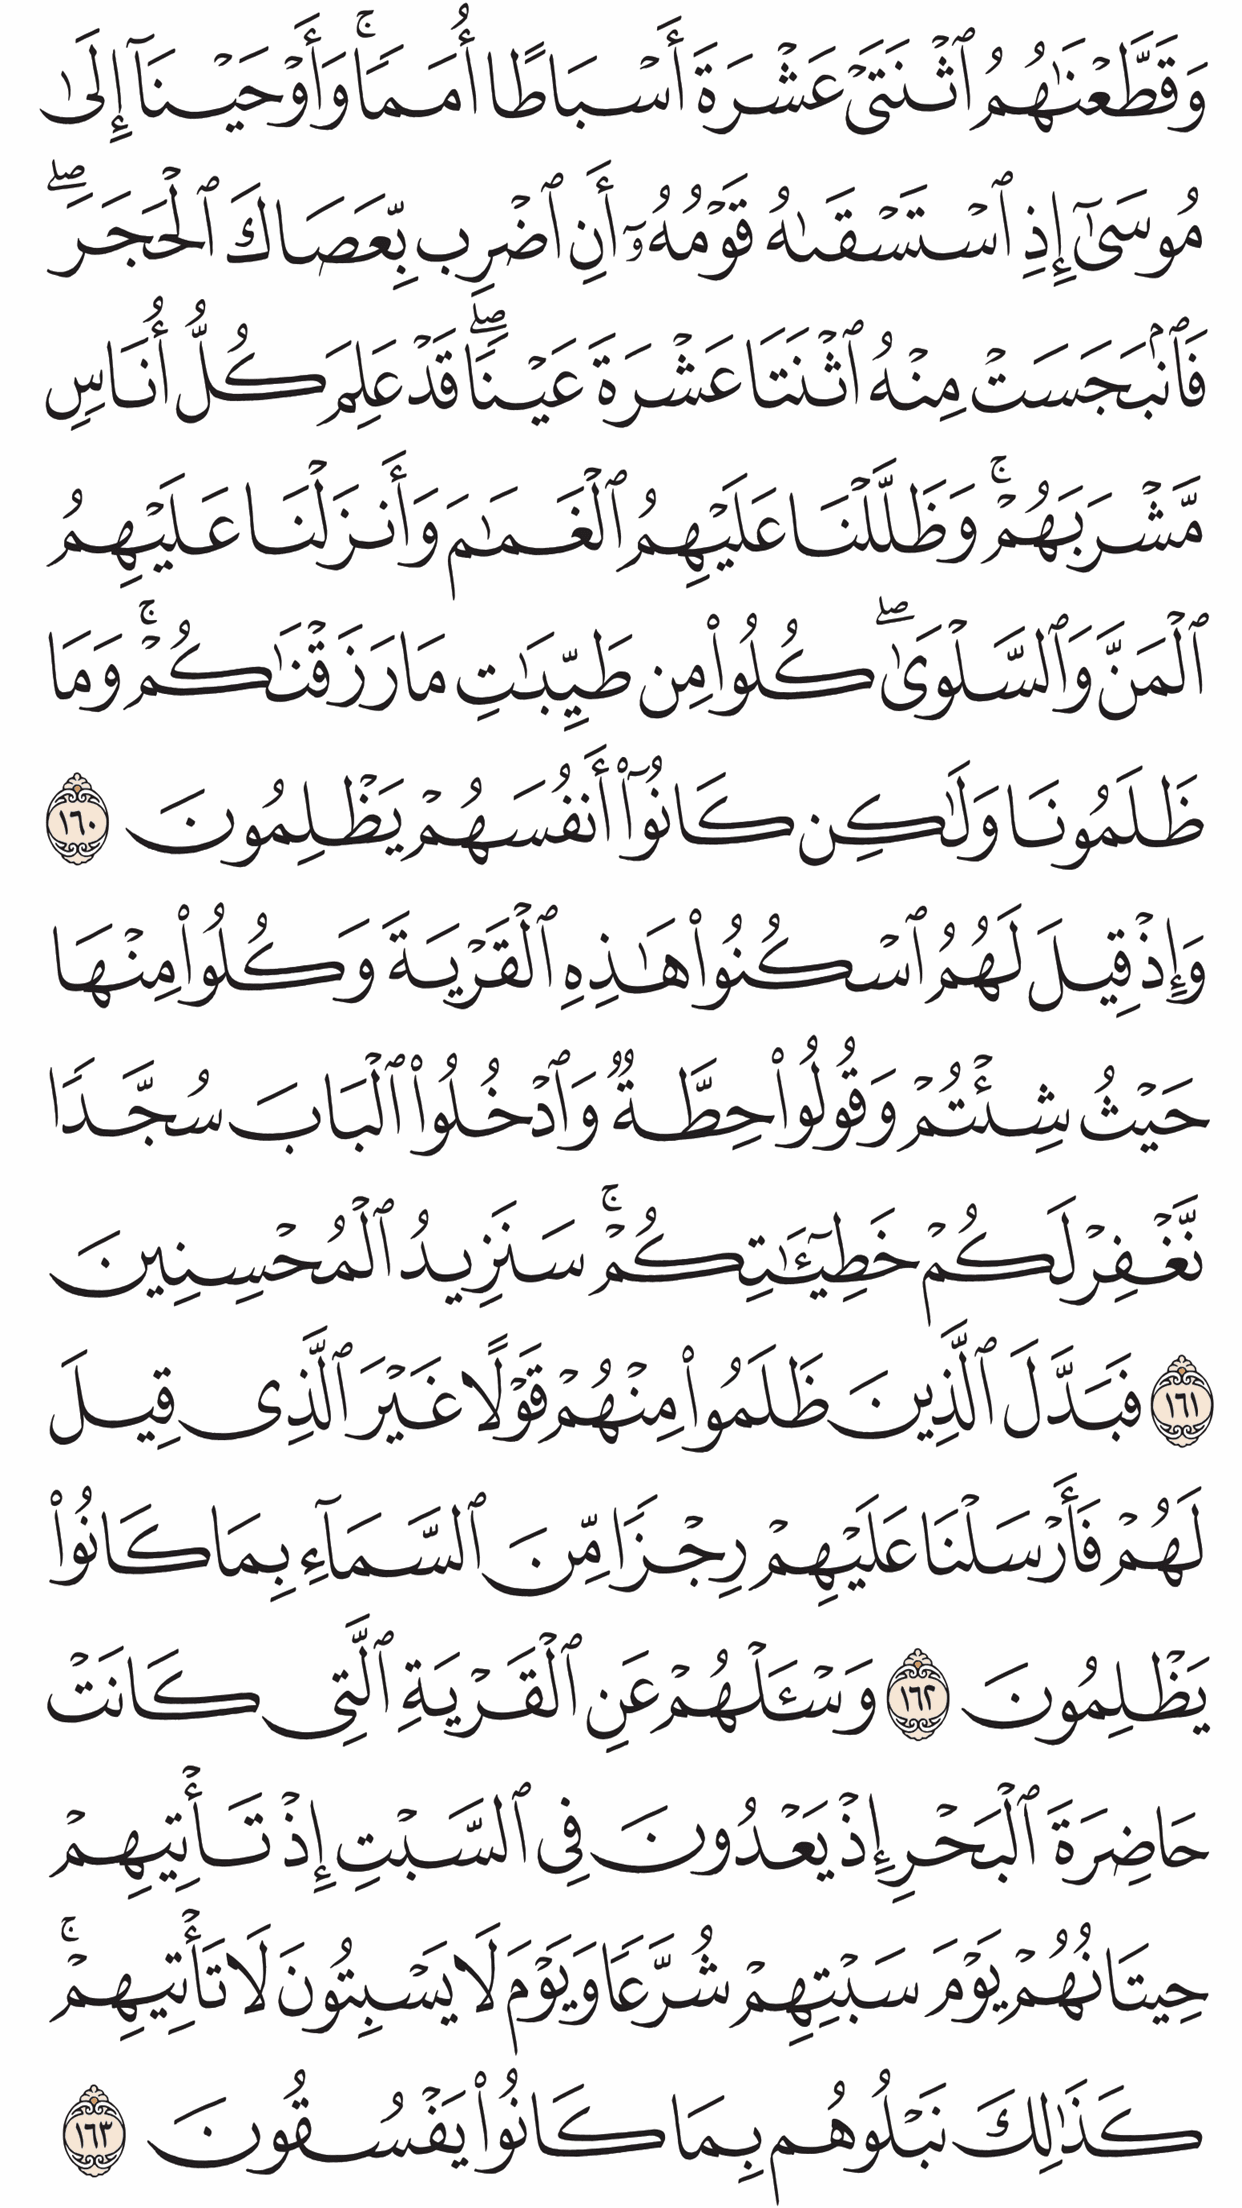 وَقَطَّعۡنَٰهُمُ ٱثۡنَتَيۡ عَشۡرَةَ أَسۡبَاطًا أُمَمٗاۚ وَأَوۡحَيۡنَآ إِلَىٰ
مُوسَىٰٓ إِذِ ٱسۡتَسۡقَىٰهُ قَوۡمُهُۥٓ أَنِ ٱضۡرِب بِّعَصَاكَ ٱلۡحَجَرَۖ
فَٱنۢبَجَسَتۡ مِنۡهُ ٱثۡنَتَا عَشۡرَةَ عَيۡنٗاۖ قَدۡ عَلِمَ كُلُّ أُنَاسٖ
مَّشۡرَبَهُمۡۚ وَظَلَّلۡنَا عَلَيۡهِمُ ٱلۡغَمَٰمَ وَأَنزَلۡنَا عَلَيۡهِمُ
ٱلۡمَنَّ وَٱلسَّلۡوَىٰۖ كُلُواْ مِن طَيِّبَٰتِ مَا رَزَقۡنَٰكُمۡۚ وَمَا
ظَلَمُونَا وَلَٰكِن كَانُوٓاْ أَنفُسَهُمۡ يَظۡلِمُونَ ١٦٠
وَإِذۡ قِيلَ لَهُمُ ٱسۡكُنُواْ هَٰذِهِ ٱلۡقَرۡيَةَ وَكُلُواْ مِنۡهَا
حَيۡثُ شِئۡتُمۡ وَقُولُواْ حِطَّةٞ وَٱدۡخُلُواْ ٱلۡبَابَ سُجَّدٗا
نَّغۡفِرۡ لَكُمۡ خَطِيٓـَٰٔتِكُمۡۚ سَنَزِيدُ ٱلۡمُحۡسِنِينَ
١٦١ فَبَدَّلَ ٱلَّذِينَ ظَلَمُواْ مِنۡهُمۡ قَوۡلًا غَيۡرَ ٱلَّذِي قِيلَ
لَهُمۡ فَأَرۡسَلۡنَا عَلَيۡهِمۡ رِجۡزٗا مِّنَ ٱلسَّمَآءِ بِمَا كَانُواْ
يَظۡلِمُونَ ١٦٢ وَسۡـَٔلۡهُمۡ عَنِ ٱلۡقَرۡيَةِ ٱلَّتِي كَانَتۡ
حَاضِرَةَ ٱلۡبَحۡرِ إِذۡ يَعۡدُونَ فِي ٱلسَّبۡتِ إِذۡ تَأۡتِيهِمۡ
حِيتَانُهُمۡ يَوۡمَ سَبۡتِهِمۡ شُرَّعٗا وَيَوۡمَ لَا يَسۡبِتُونَ لَا تَأۡتِيهِمۡۚ
كَذَٰلِكَ نَبۡلُوهُم بِمَا كَانُواْ يَفۡسُقُونَ ١٦٣